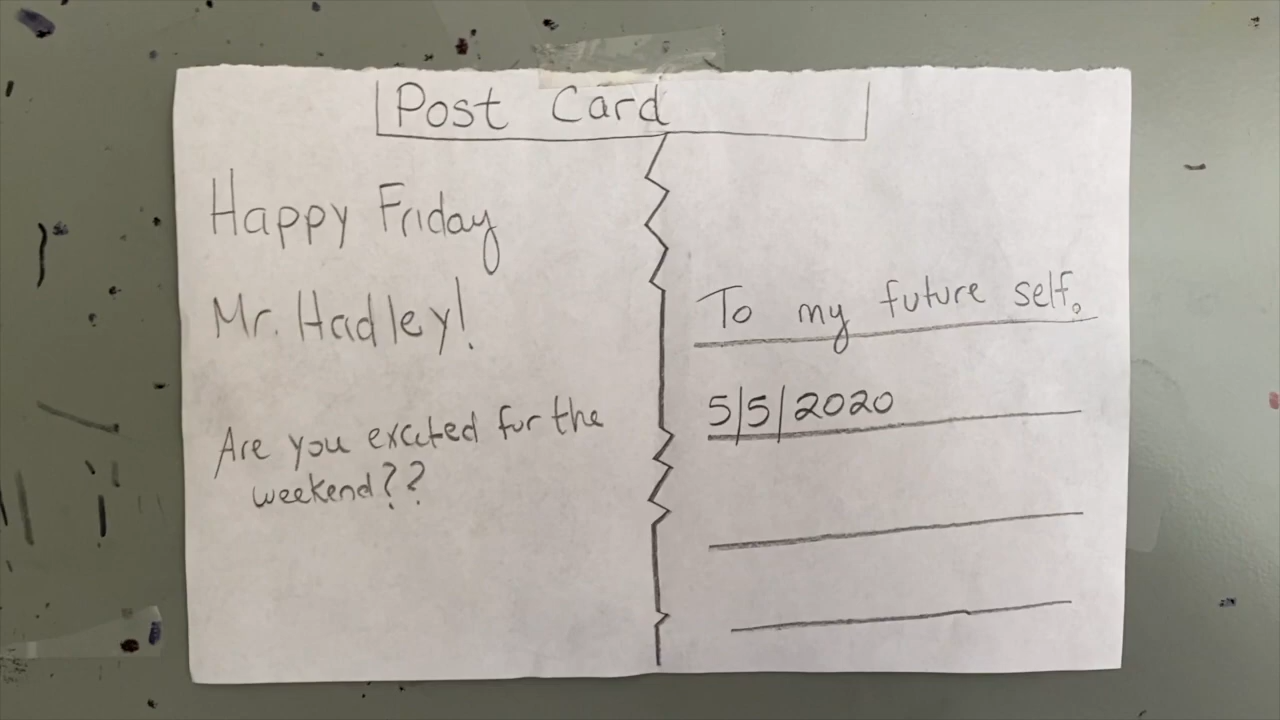 Post Card
Happy Friday
Mr. Hadley!
Are you excited for the
weekend??
To my future self.
5/5/2020